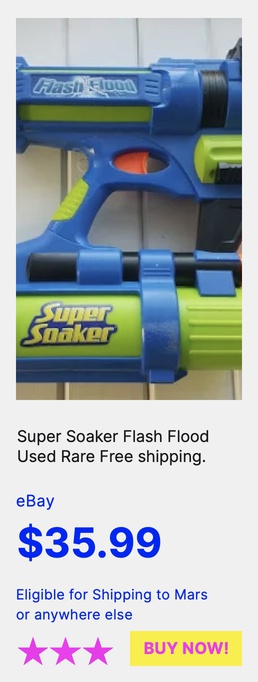 Flash Flood
Super
Soaker
Super Soaker Flash Flood
Used Rare Free shipping.
eBay
$35.99
Eligible for Shipping to Mars
or anywhere else
BUY NOW!